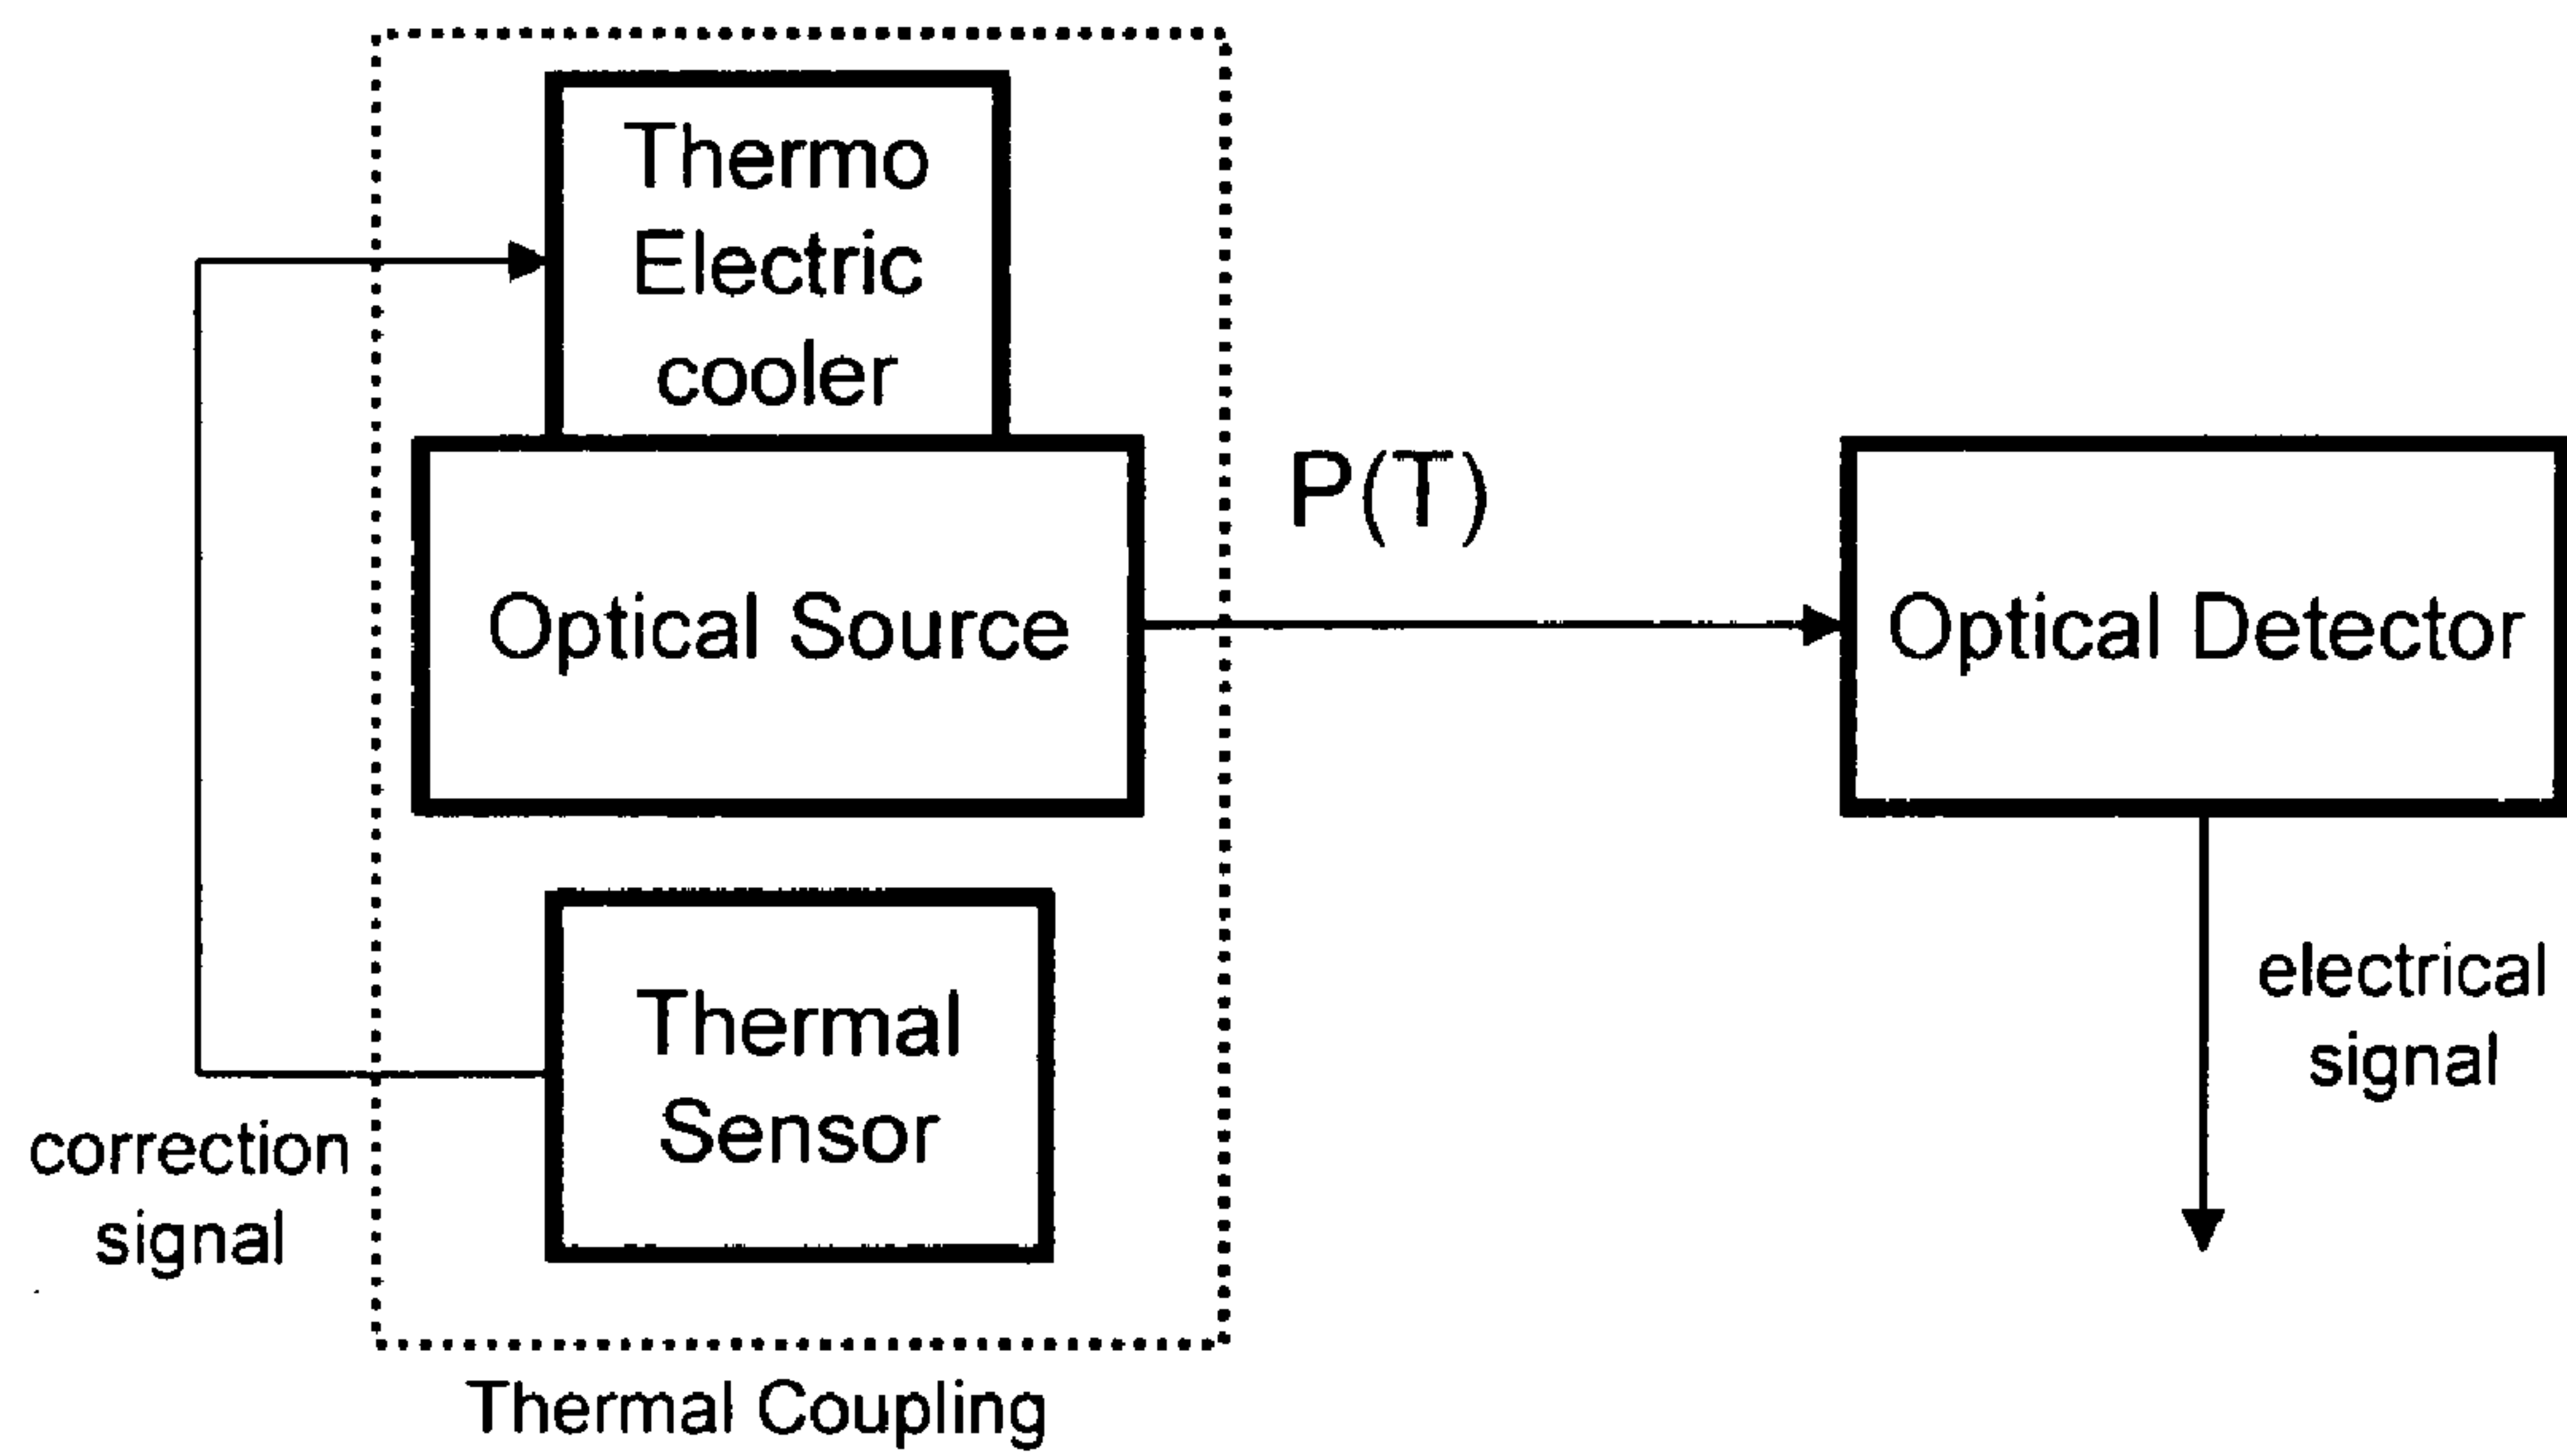 Thermo
Electric
cooler
P(T)
Optical Source
Optical Detector
Thermal
Sensor
electrical
signal
correction
signal
Thermal Coupling